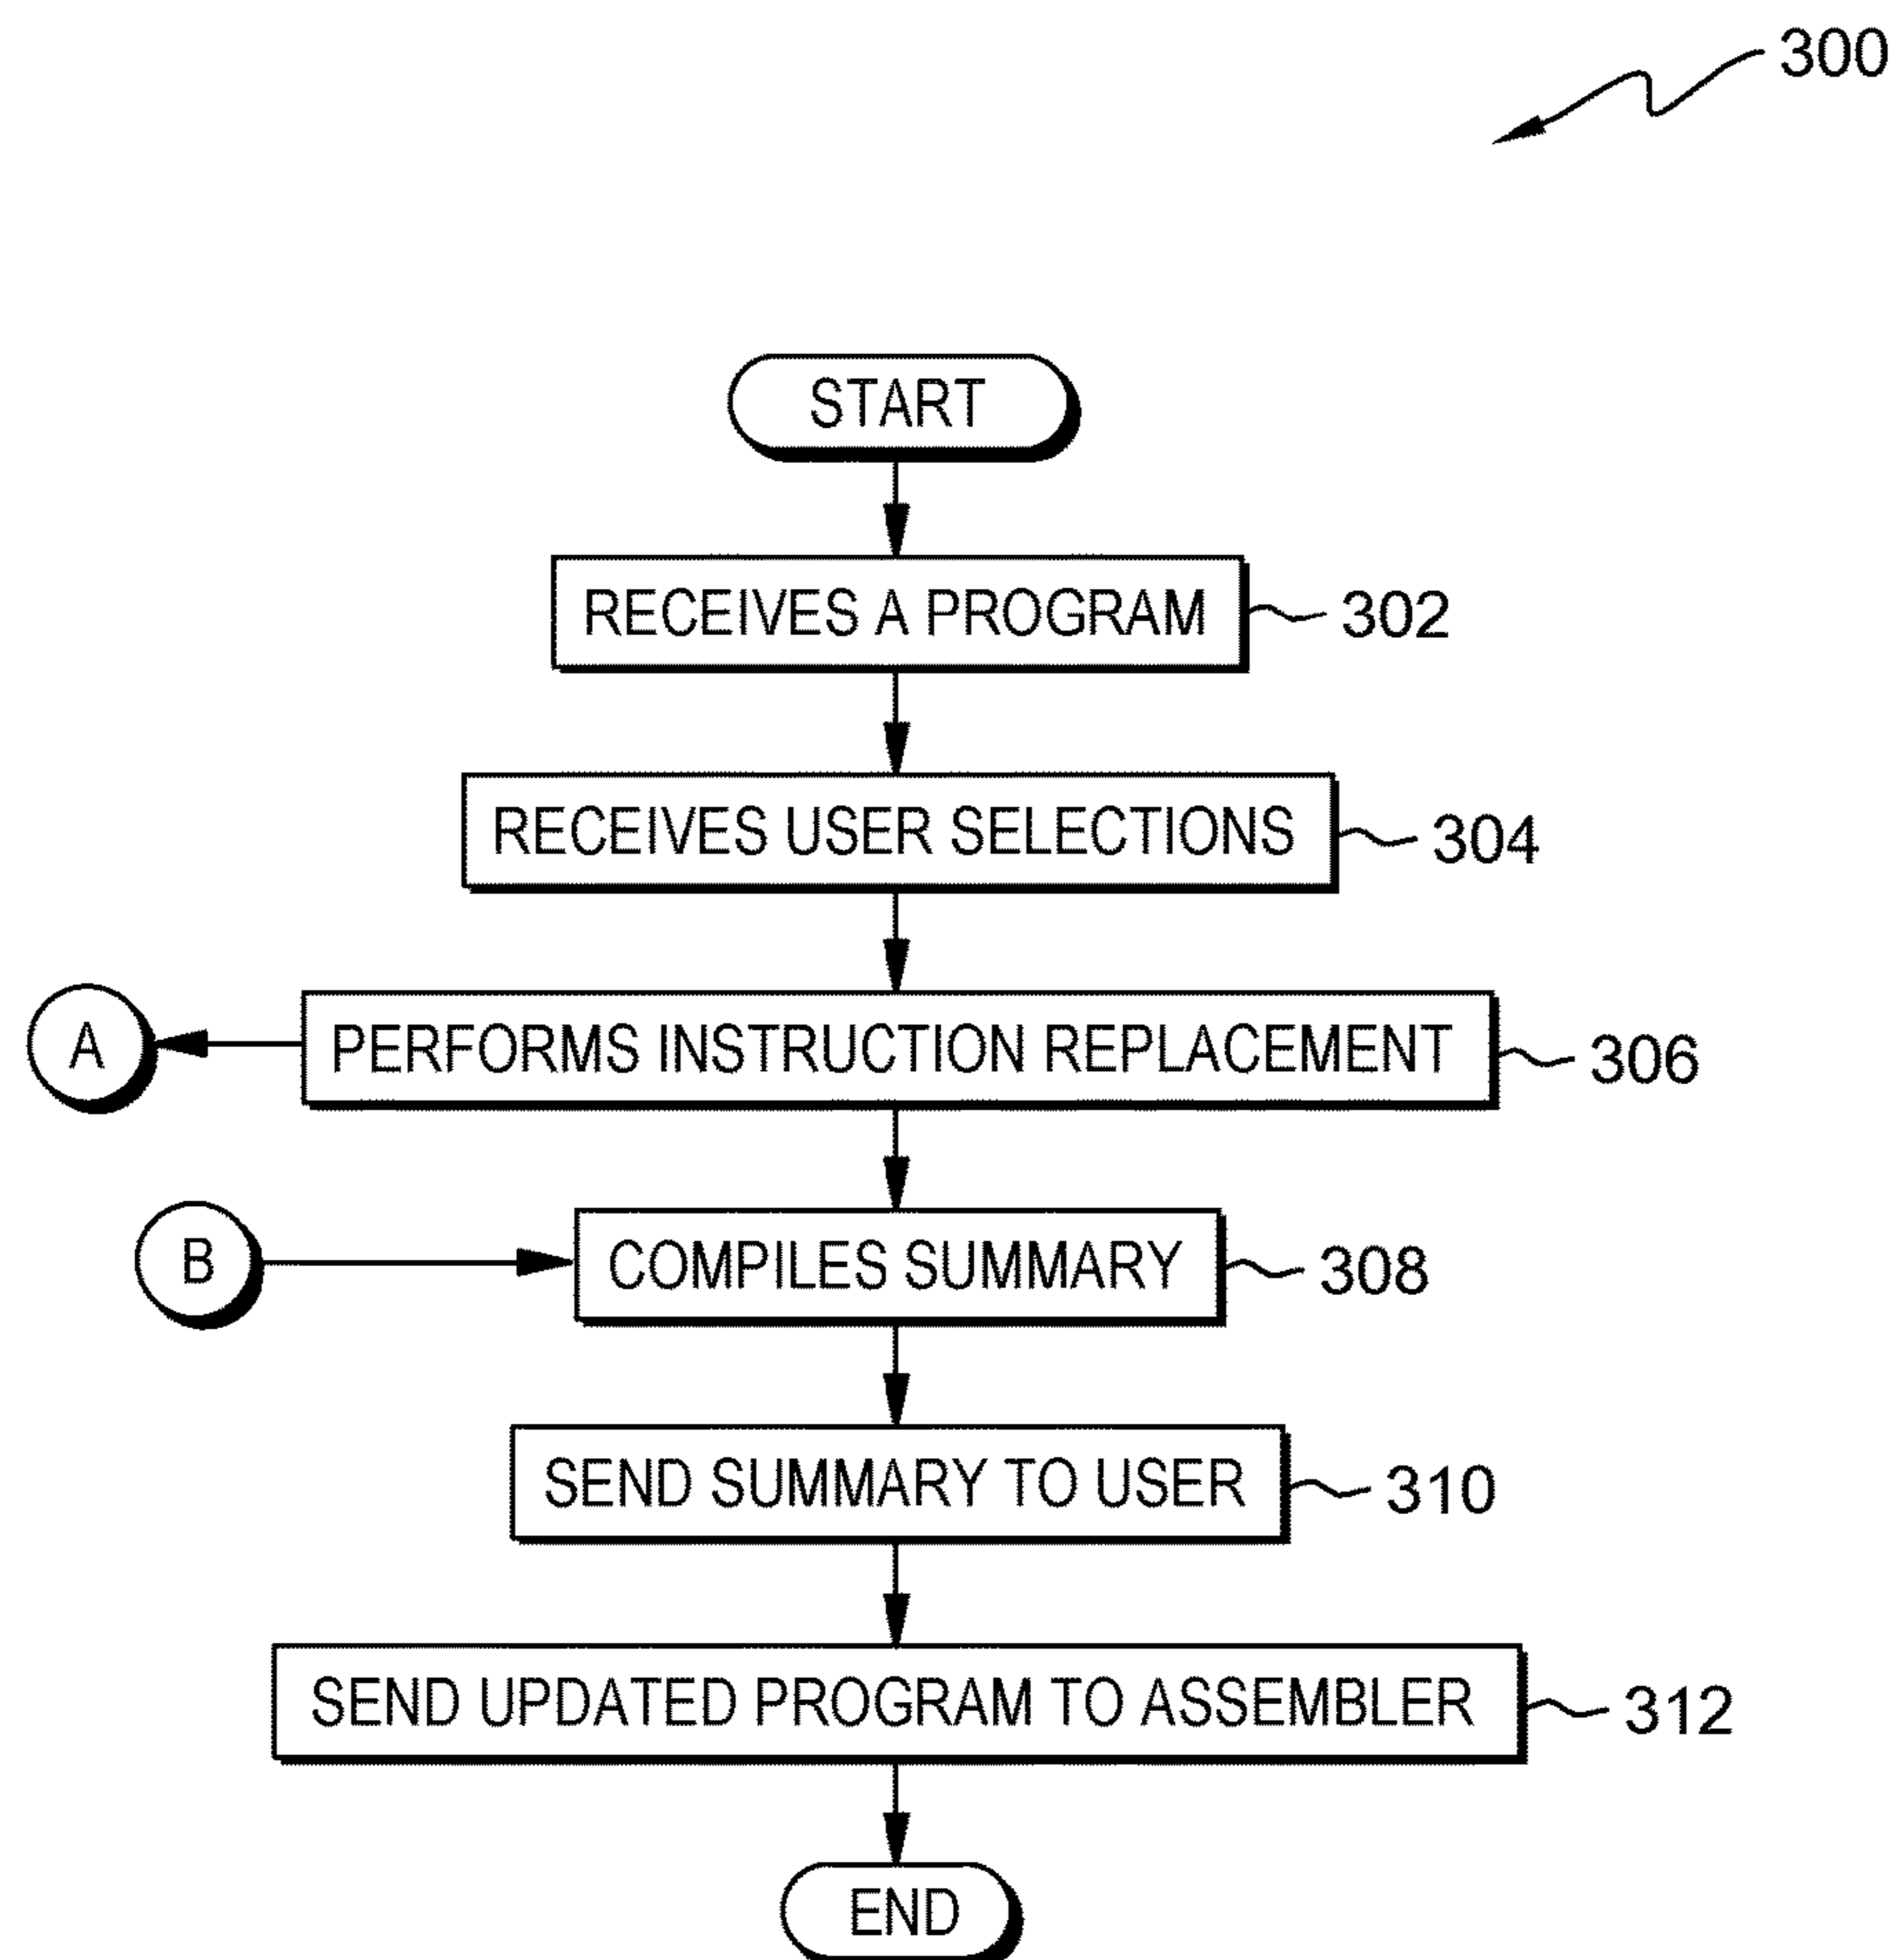 300
START
RECEIVES A PROGRAM 302
RECEIVES USER SELECTIONS 304
A PERFORMS INSTRUCTION REPLACEMENT 306
B COMPILES SUMMARY 308
SEND SUMMARY TO USER 310
SEND UPDATED PROGRAM TO ASSEMBLER 312
END